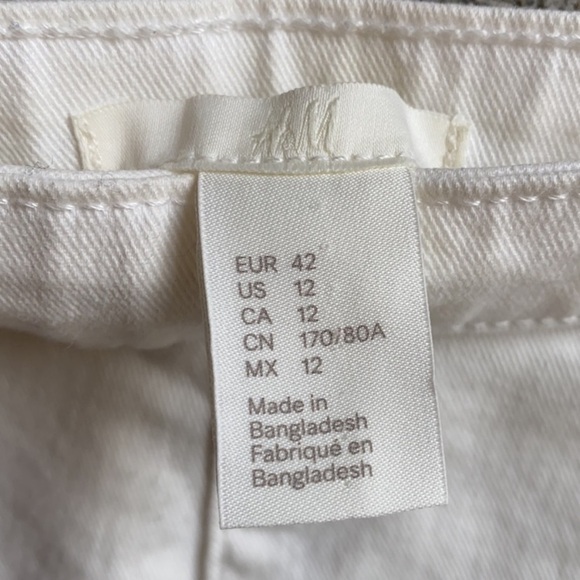 H&M
EUR 42
US 12
CA 12
CN 170/80A
MX 12
Made in
Bangladesh
Fabriqué en
Bangladesh